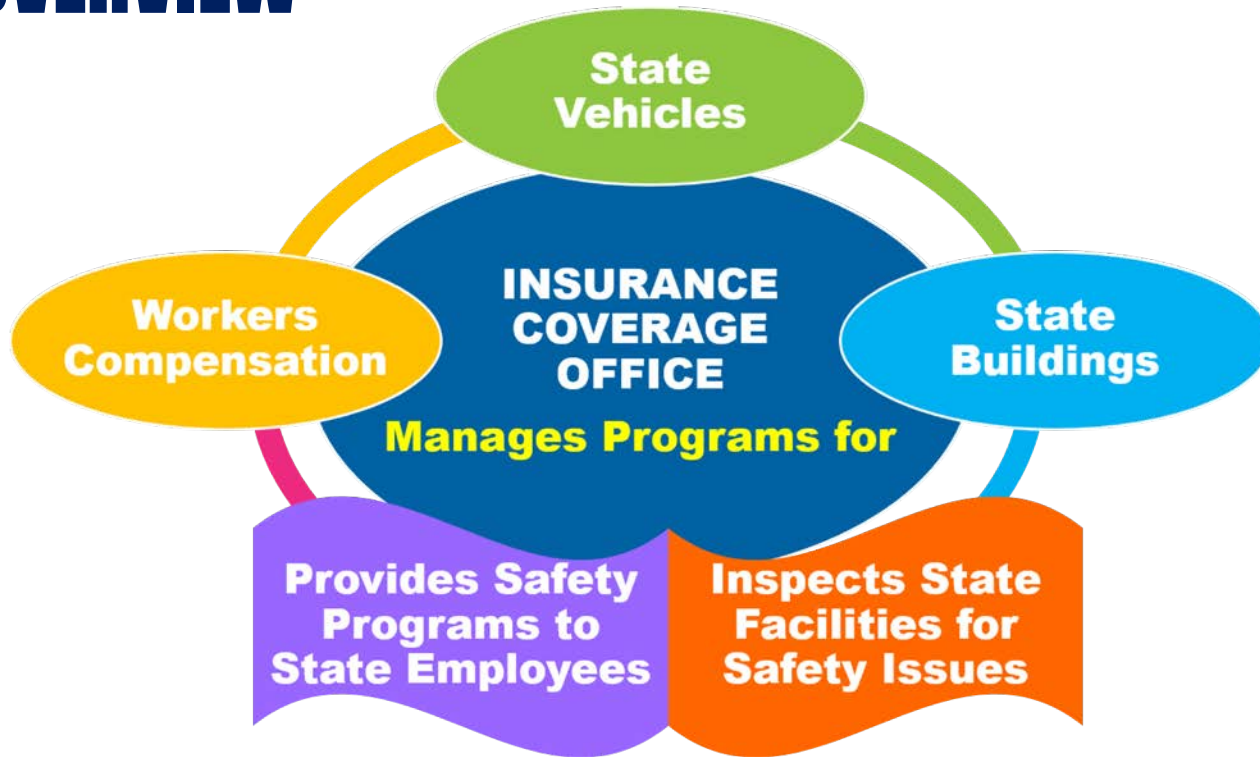 OVERVIEW
State
Vehicles
Workers
Compensation
INSURANCE
COVERAGE
OFFICE
Manages Programs for
State
Buildings
Provides Safety
Programs to
State Employees
Inspects State
Facilities for
Safety Issues